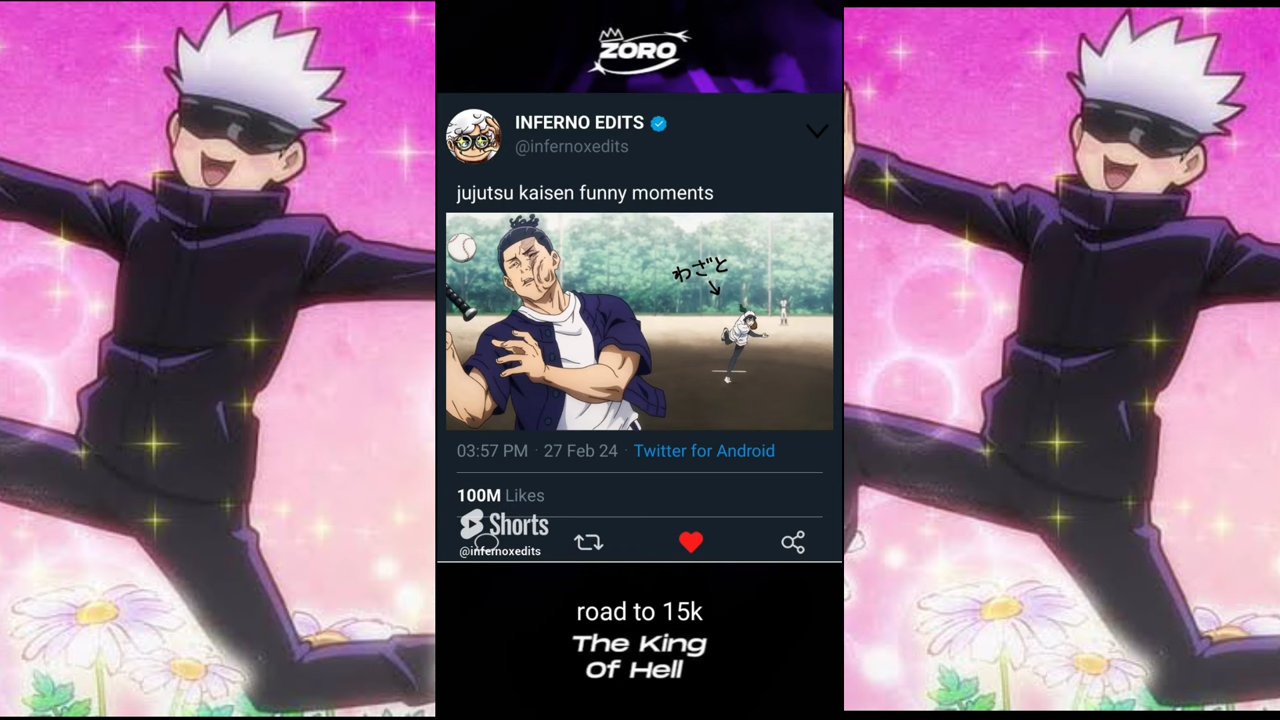 ZORO
INFERNO EDITS
@infernoxedits
jujutsu kaisen funny moments
わざと
03:57 PM · 27 Feb 24 · Twitter for Android
100M Likes
Shorts
@infernoxedits
road to 15k
The King
Of Hell